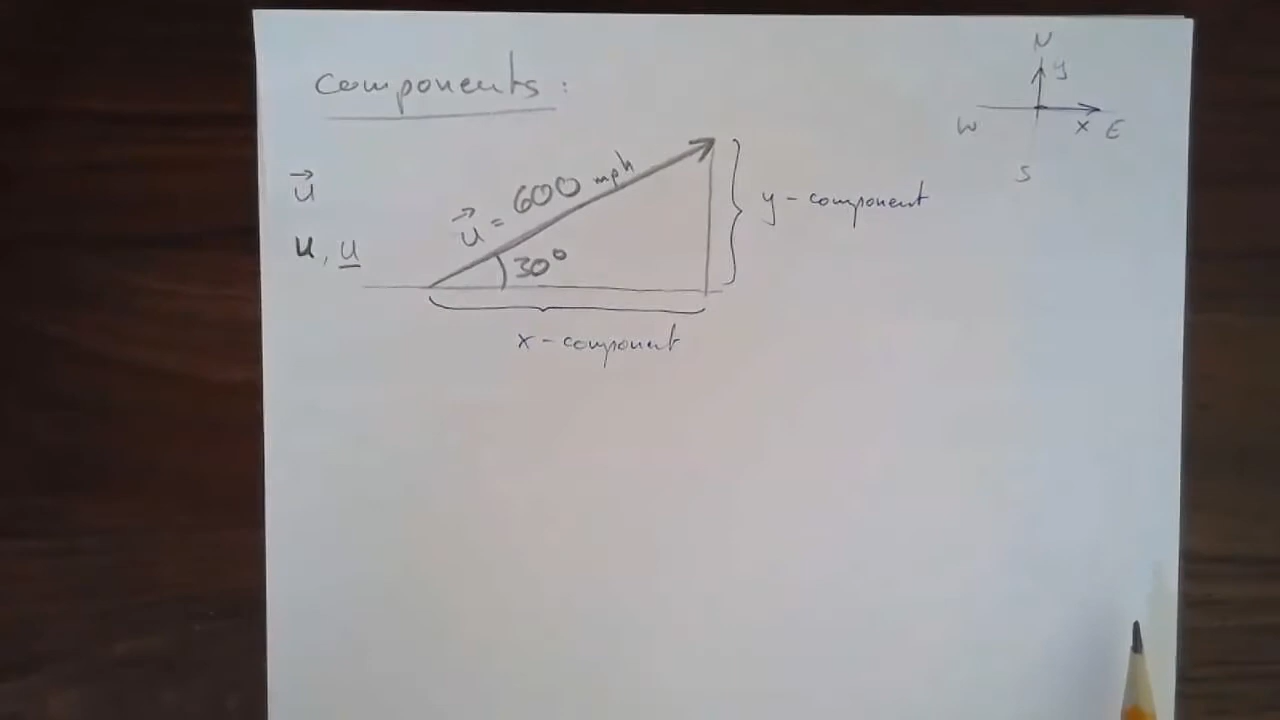 components:
N
y
W
x E
S
u⃗
u⃗ = 600 mph
y-component
u, u̲
30°
x-component